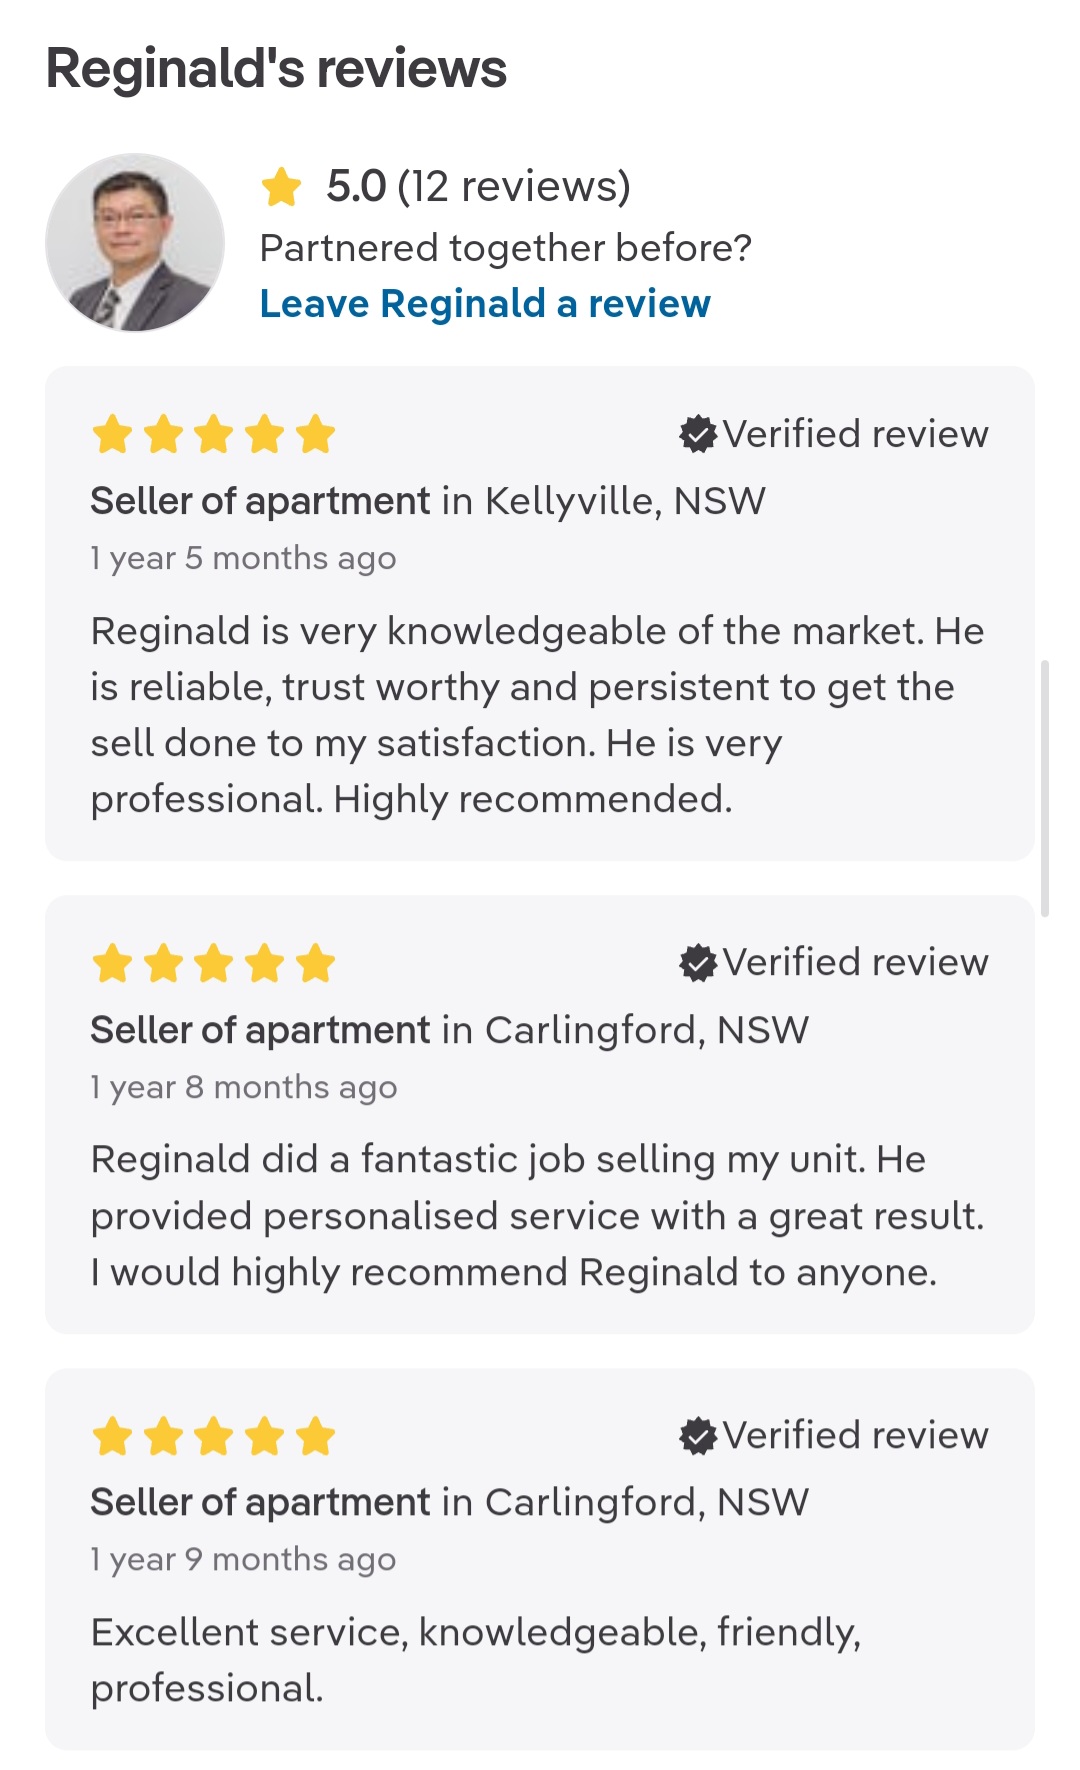 Reginald's reviews
5.0 (12 reviews)
Partnered together before?
Leave Reginald a review
Verified review
Seller of apartment in Kellyville, NSW
1 year 5 months ago
Reginald is very knowledgeable of the market. He
is reliable, trust worthy and persistent to get the
sell done to my satisfaction. He is very
professional. Highly recommended.
Verified review
Seller of apartment in Carlingford, NSW
1 year 8 months ago
Reginald did a fantastic job selling my unit. He
provided personalised service with a great result.
I would highly recommend Reginald to anyone.
Verified review
Seller of apartment in Carlingford, NSW
1 year 9 months ago
Excellent service, knowledgeable, friendly,
professional.